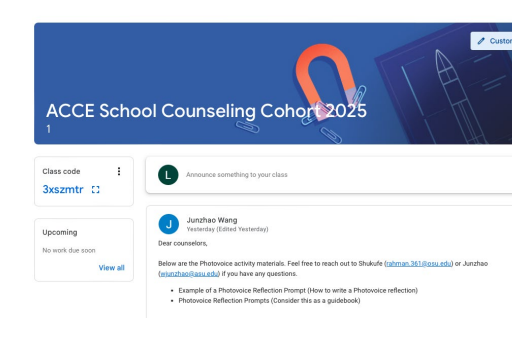 Custom
ACCE School Counseling Cohort 2025
1
Class code
3xszmtr
L
Announce something to your class
Upcoming
No work due soon
View all
J
Junzhao Wang
Yesterday (Edited Yesterday)
Dear counselors,
Below are the Photovoice activity materials. Feel free to reach out to Shukufe (rahman.361@osu.edu) or Junzhao
(wjunzhao@asu.edu) if you have any questions.
• Example of a Photovoice Reflection Prompt (How to write a Photovoice reflection)
• Photovoice Reflection Prompts (Consider this as a guidebook)